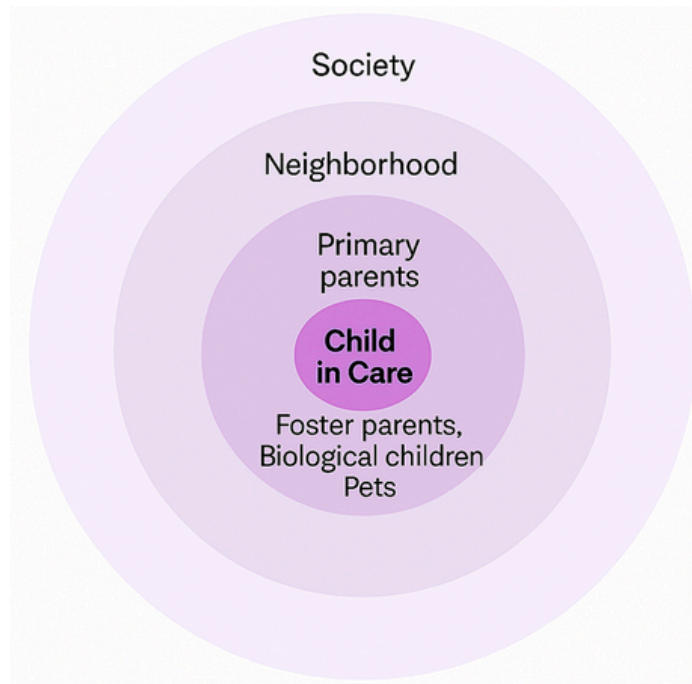 Society
Neighborhood
Primary
parents
Child
in Care
Foster parents,
Biological children
Pets